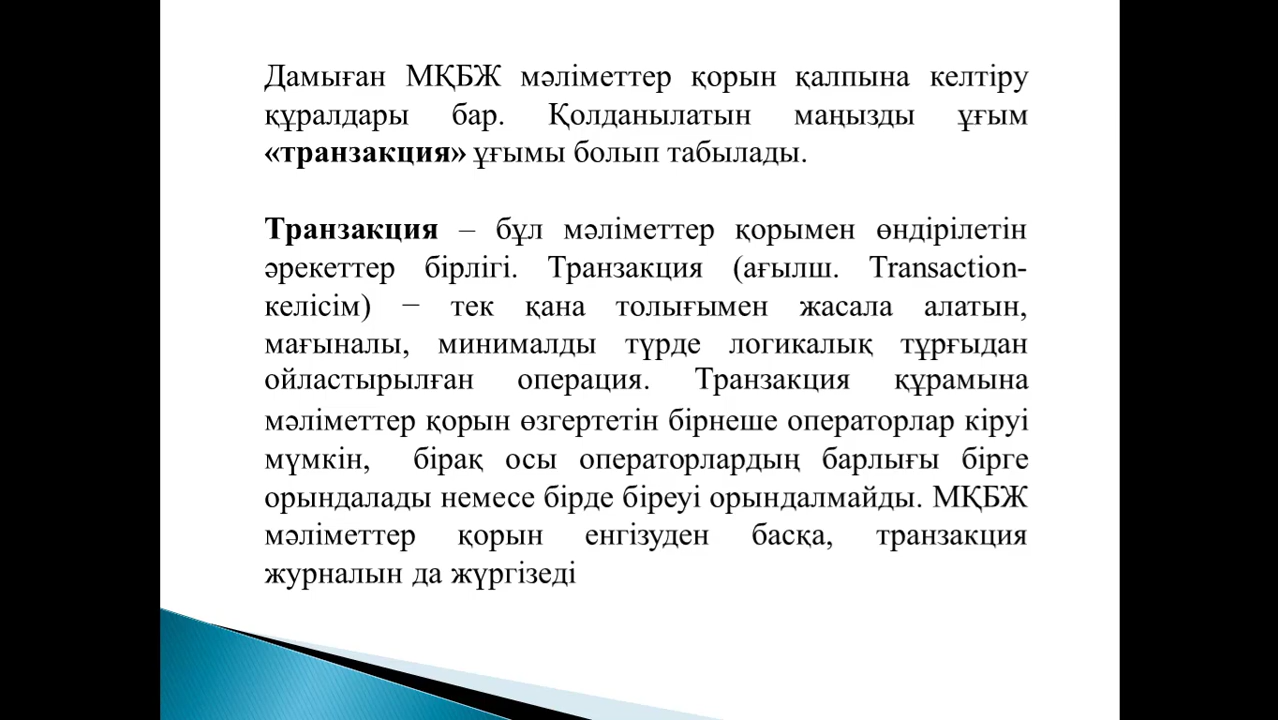 Дамыған МҚБЖ мәліметтер қорын қалпына келтіру
құралдары бар. Қолданылатын маңызды ұғым
«транзакция» ұғымы болып табылады.
Транзакция – бұл мәліметтер қорымен өндірілетін
әрекеттер бірлігі. Транзакция (ағылш. Transaction-
келісім) − тек қана толығымен жасала алатын,
мағыналы, минималды түрде логикалық тұрғыдан
ойластырылған операция. Транзакция құрамына
мәліметтер қорын өзгертетін бірнеше операторлар кіруі
мүмкін, бірақ осы операторлардың барлығы бірге
орындалады немесе бірде біреуі орындалмайды. МҚБЖ
мәліметтер қорын енгізуден басқа, транзакция
журналын да жүргізеді